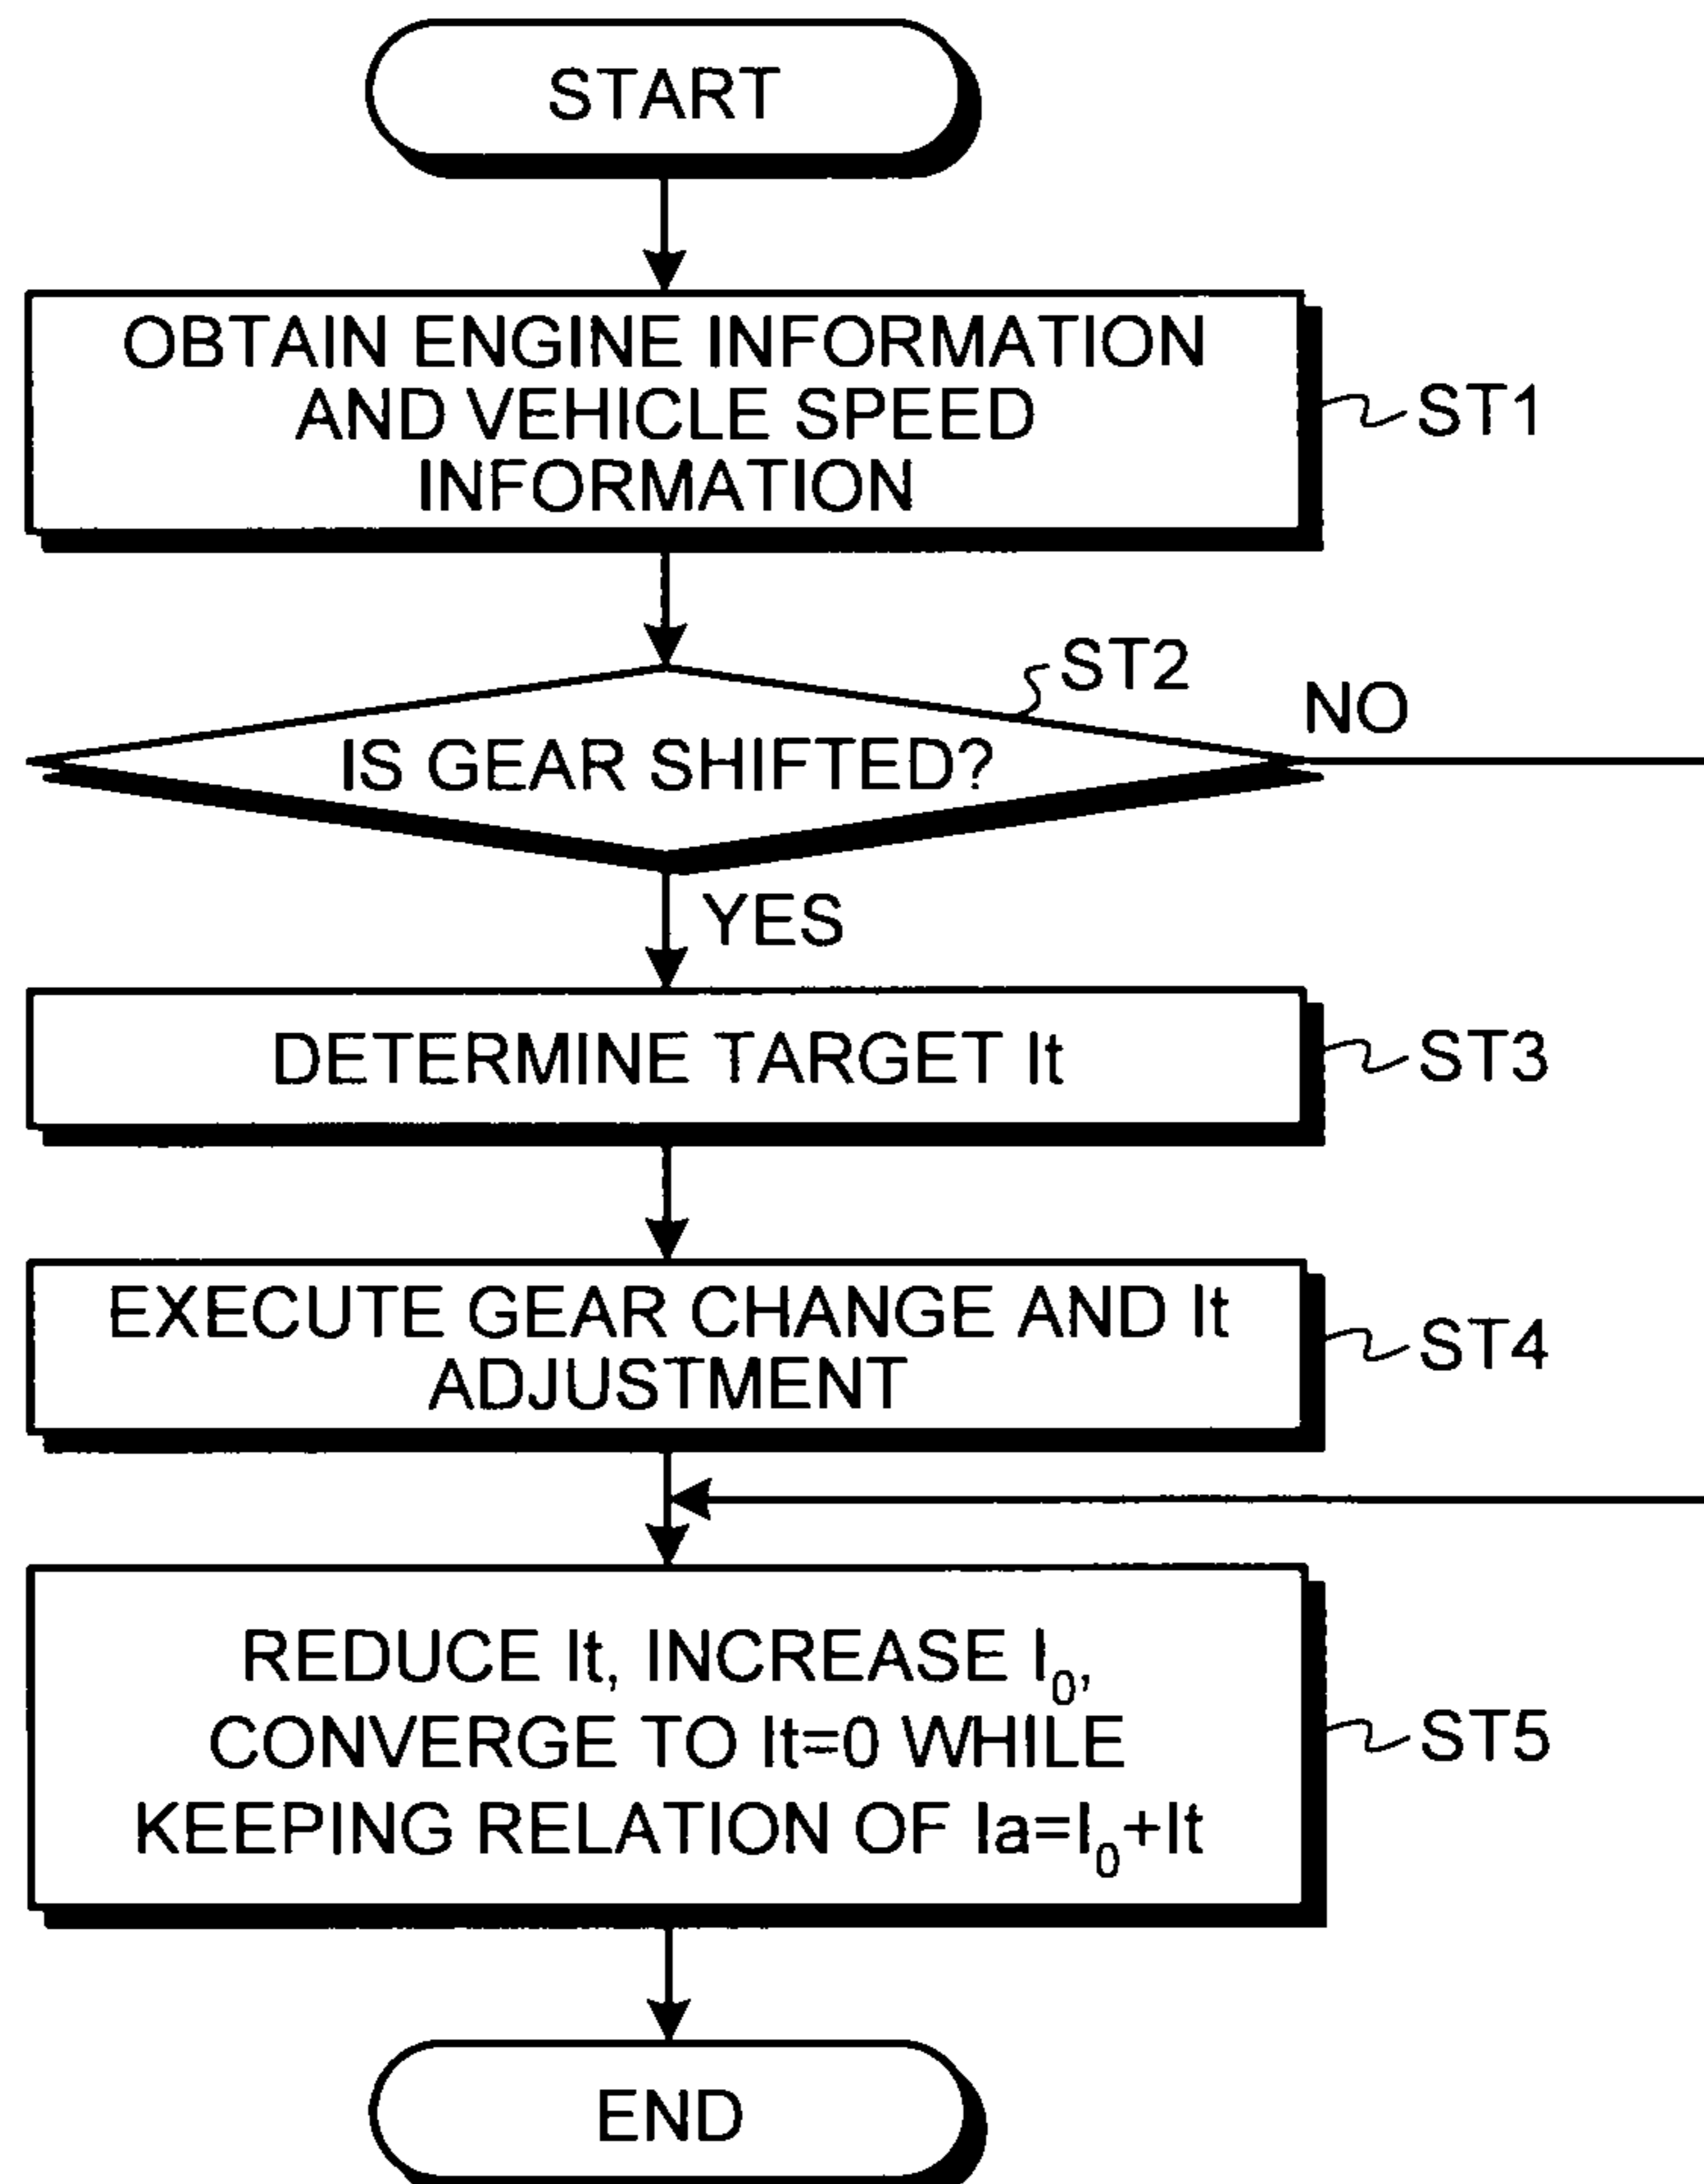 START
OBTAIN ENGINE INFORMATION
AND VEHICLE SPEED
INFORMATION
ST1
ST2
NO
IS GEAR SHIFTED?
YES
DETERMINE TARGET It
ST3
EXECUTE GEAR CHANGE AND It
ADJUSTMENT
ST4
REDUCE It, INCREASE I₀,
CONVERGE TO It=0 WHILE
KEEPING RELATION OF Ia=I₀+It
ST5
END